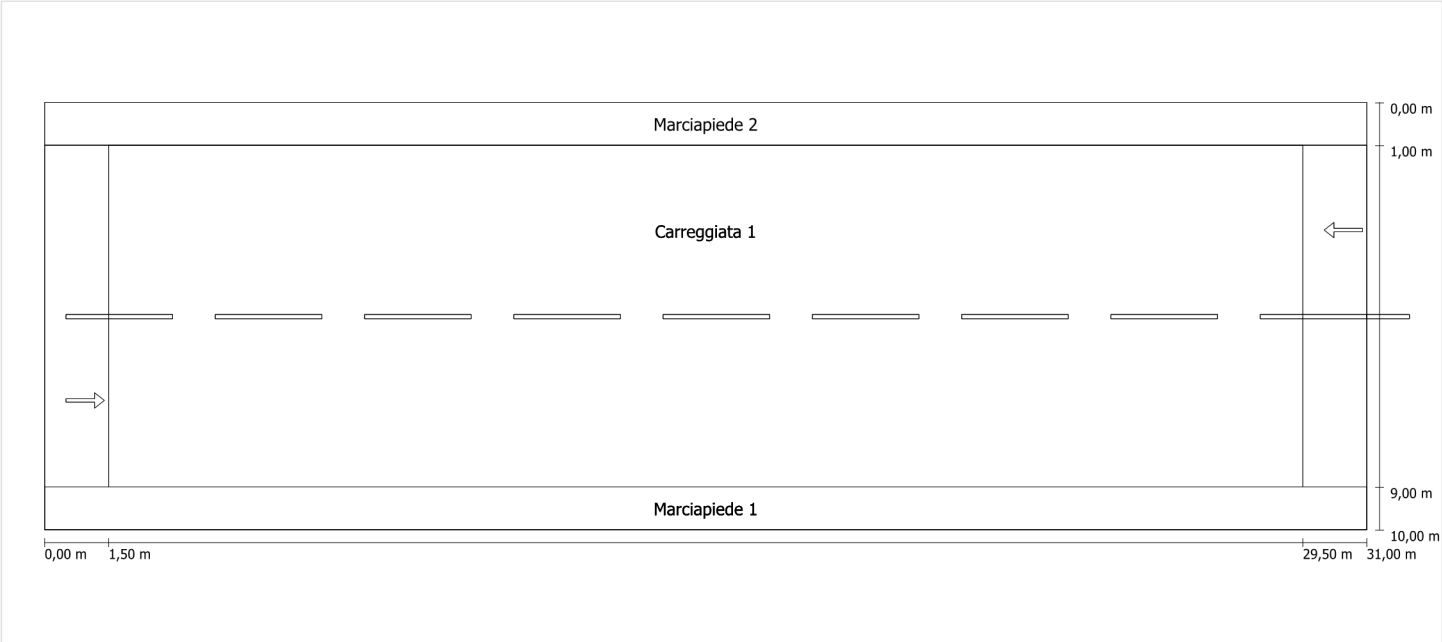 Marciapiede 2
0,00 m
1,00 m
Carreggiata 1
Marciapiede 1
9,00 m
10,00 m
0,00 m
1,50 m
29,50 m
31,00 m